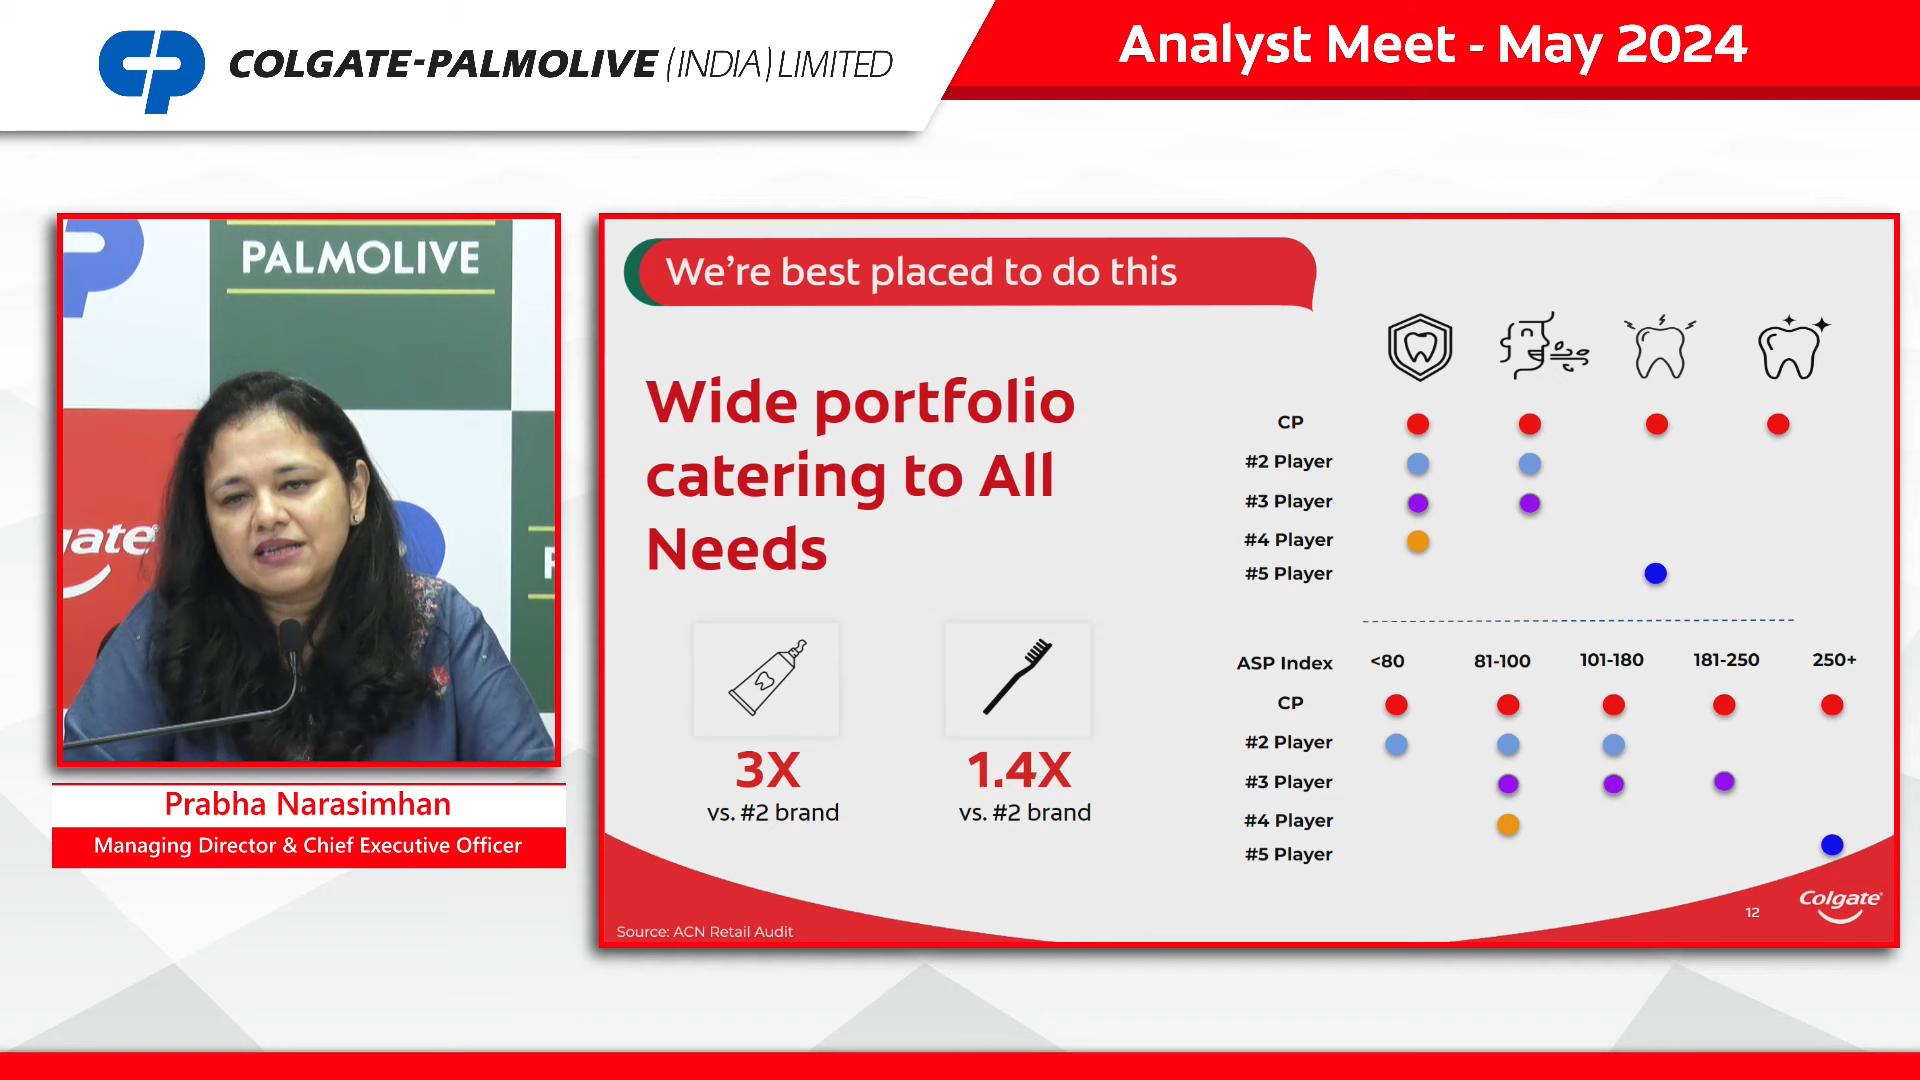 CP
COLGATE-PALMOLIVE (INDIA) LIMITED
Analyst Meet - May 2024
PALMOLIVE
gate
P
Prabha Narasimhan
Managing Director & Chief Executive Officer
We're best placed to do this
Wide portfolio
catering to All
Needs
3X
vs. #2 brand
1.4X
vs. #2 brand
CP
#2 Player
#3 Player
#4 Player
#5 Player
ASP Index <80 81-100 101-180 181-250 250+
CP
#2 Player
#3 Player
#4 Player
#5 Player
Source: ACN Retail Audit
12
Colgate